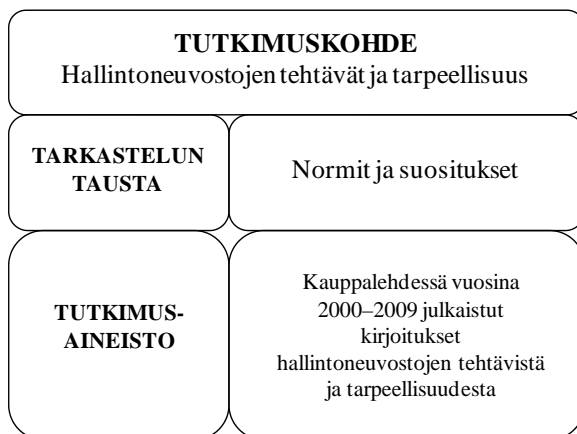 TUTKIMUSKOHDE
Hallintoneuvostojen tehtävät ja tarpeellisuus
TARKASTELUN
TAUSTA
Normit ja suositukset
TUTKIMUS-
AINEISTO
Kauppalehdessä vuosina
2000–2009 julkaistut
kirjoitukset
hallintoneuvostojen tehtävistä
ja tarpeellisuudesta